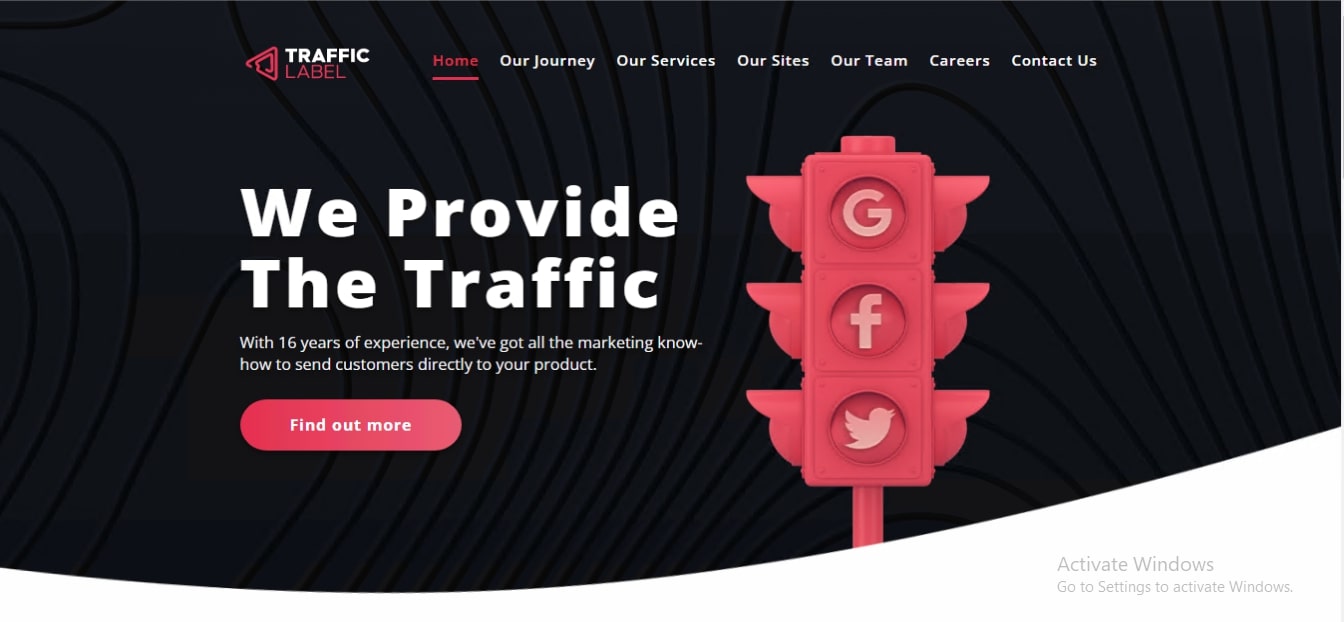 TRAFFIC
LABEL
Home Our Journey Our Services Our Sites Our Team Careers Contact Us
We Provide
The Traffic
With 16 years of experience, we've got all the marketing know-
how to send customers directly to your product.
Find out more
G
f
Activate Windows
Go to Settings to activate Windows.